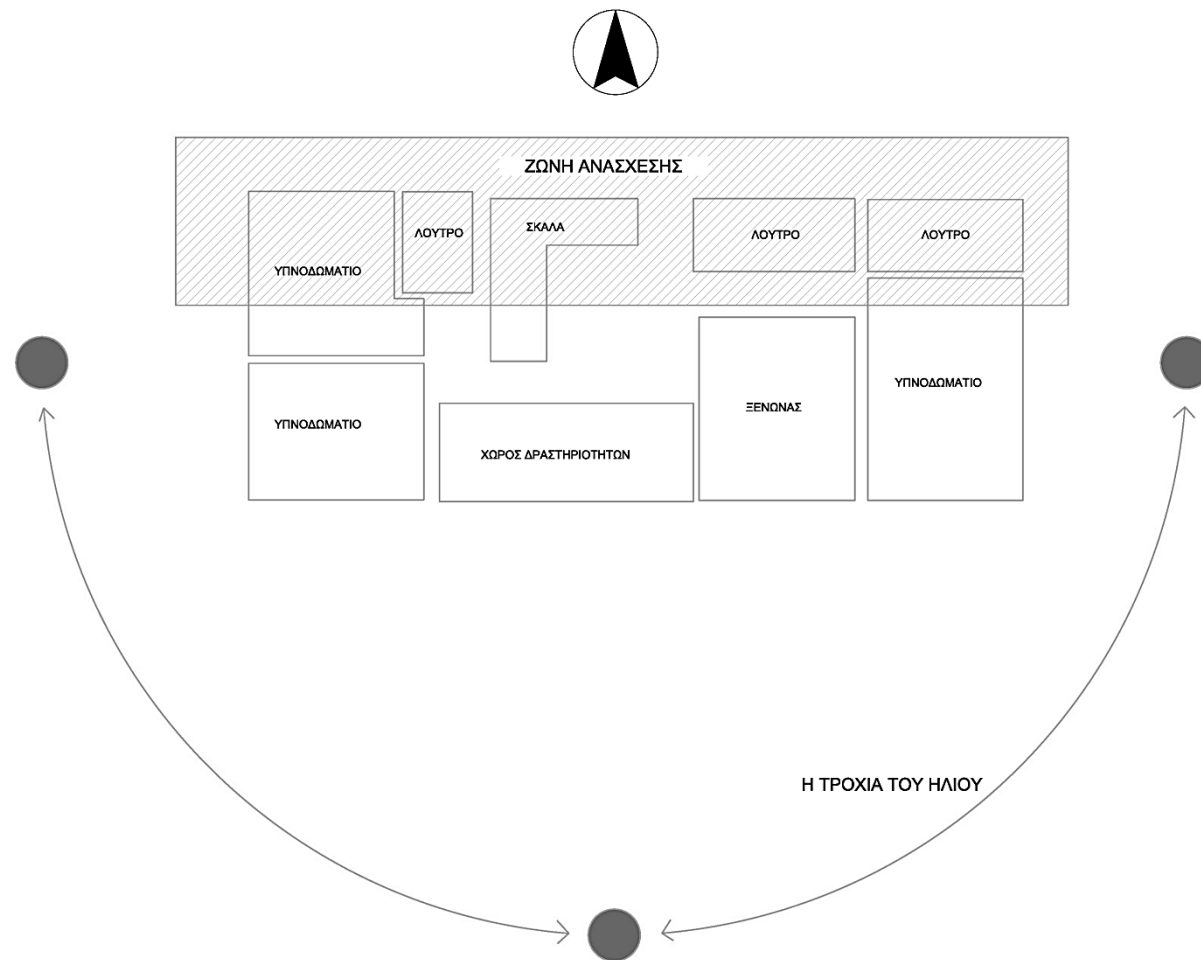 ΖΩΝΗ ΑΝΑΣΧΕΣΗΣ
ΥΠΝΟΔΩΜΑΤΙΟ
ΛΟΥΤΡΟ
ΣΚΑΛΑ
ΛΟΥΤΡΟ
ΛΟΥΤΡΟ
ΥΠΝΟΔΩΜΑΤΙΟ
ΧΩΡΟΣ ΔΡΑΣΤΗΡΙΟΤΗΤΩΝ
ΞΕΝΩΝΑΣ
ΥΠΝΟΔΩΜΑΤΙΟ
Η ΤΡΟΧΙΑ ΤΟΥ ΗΛΙΟΥ